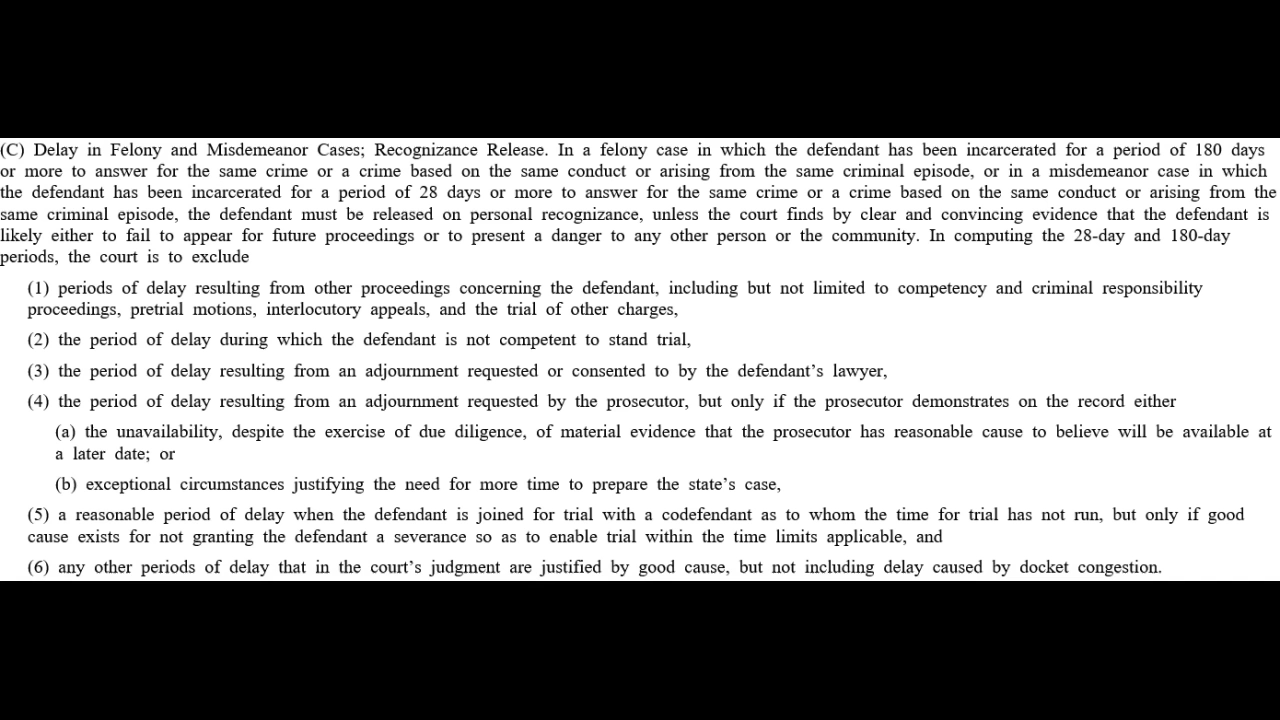 (C) Delay in Felony and Misdemeanor Cases; Recognizance Release. In a felony case in which the defendant has been incarcerated for a period of 180 days
or more to answer for the same crime or a crime based on the same conduct or arising from the same criminal episode, or in a misdemeanor case in which
the defendant has been incarcerated for a period of 28 days or more to answer for the same crime or a crime based on the same conduct or arising from the
same criminal episode, the defendant must be released on personal recognizance, unless the court finds by clear and convincing evidence that the defendant is
likely either to fail to appear for future proceedings or to present a danger to any other person or the community. In computing the 28-day and 180-day
periods, the court is to exclude
(1) periods of delay resulting from other proceedings concerning the defendant, including but not limited to competency and criminal responsibility
proceedings, pretrial motions, interlocutory appeals, and the trial of other charges,
(2) the period of delay during which the defendant is not competent to stand trial,
(3) the period of delay resulting from an adjournment requested or consented to by the defendant’s lawyer,
(4) the period of delay resulting from an adjournment requested by the prosecutor, but only if the prosecutor demonstrates on the record either
(a) the unavailability, despite the exercise of due diligence, of material evidence that the prosecutor has reasonable cause to believe will be available at
a later date; or
(b) exceptional circumstances justifying the need for more time to prepare the state’s case,
(5) a reasonable period of delay when the defendant is joined for trial with a codefendant as to whom the time for trial has not run, but only if good
cause exists for not granting the defendant a severance so as to enable trial within the time limits applicable, and
(6) any other periods of delay that in the court’s judgment are justified by good cause, but not including delay caused by docket congestion.